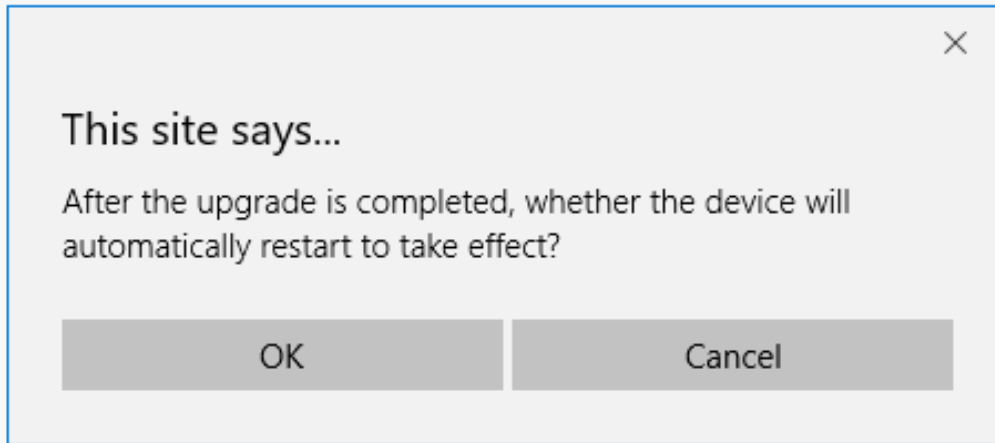 This site says...
After the upgrade is completed, whether the device will
automatically restart to take effect?
OK
Cancel